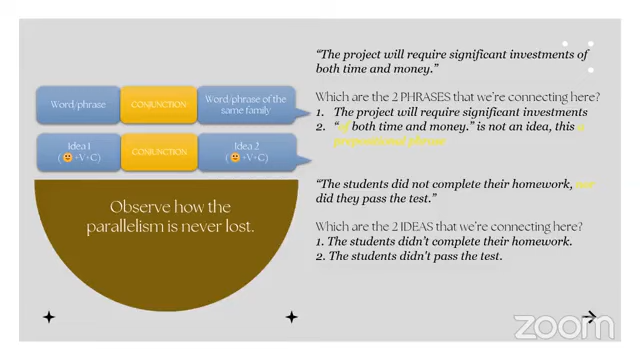 Word/phrase
CONJUNCTION
Word/phrase of the
same family
Idea 1
( +V+C)
CONJUNCTION
Idea 2
( +V+C)
Observe how the
parallelism is never lost.
“The project will require significant investments of
both time and money.”
Which are the 2 PHRASES that we're connecting here?
1. The project will require significant investments
2. “of both time and money.” is not an idea, this is
a prepositional phrase
“The students did not complete their homework, nor
did they pass the test.”
Which are the 2 IDEAS that we're connecting here?
1. The students didn't complete their homework.
2. The students didn't pass the test.
zoom